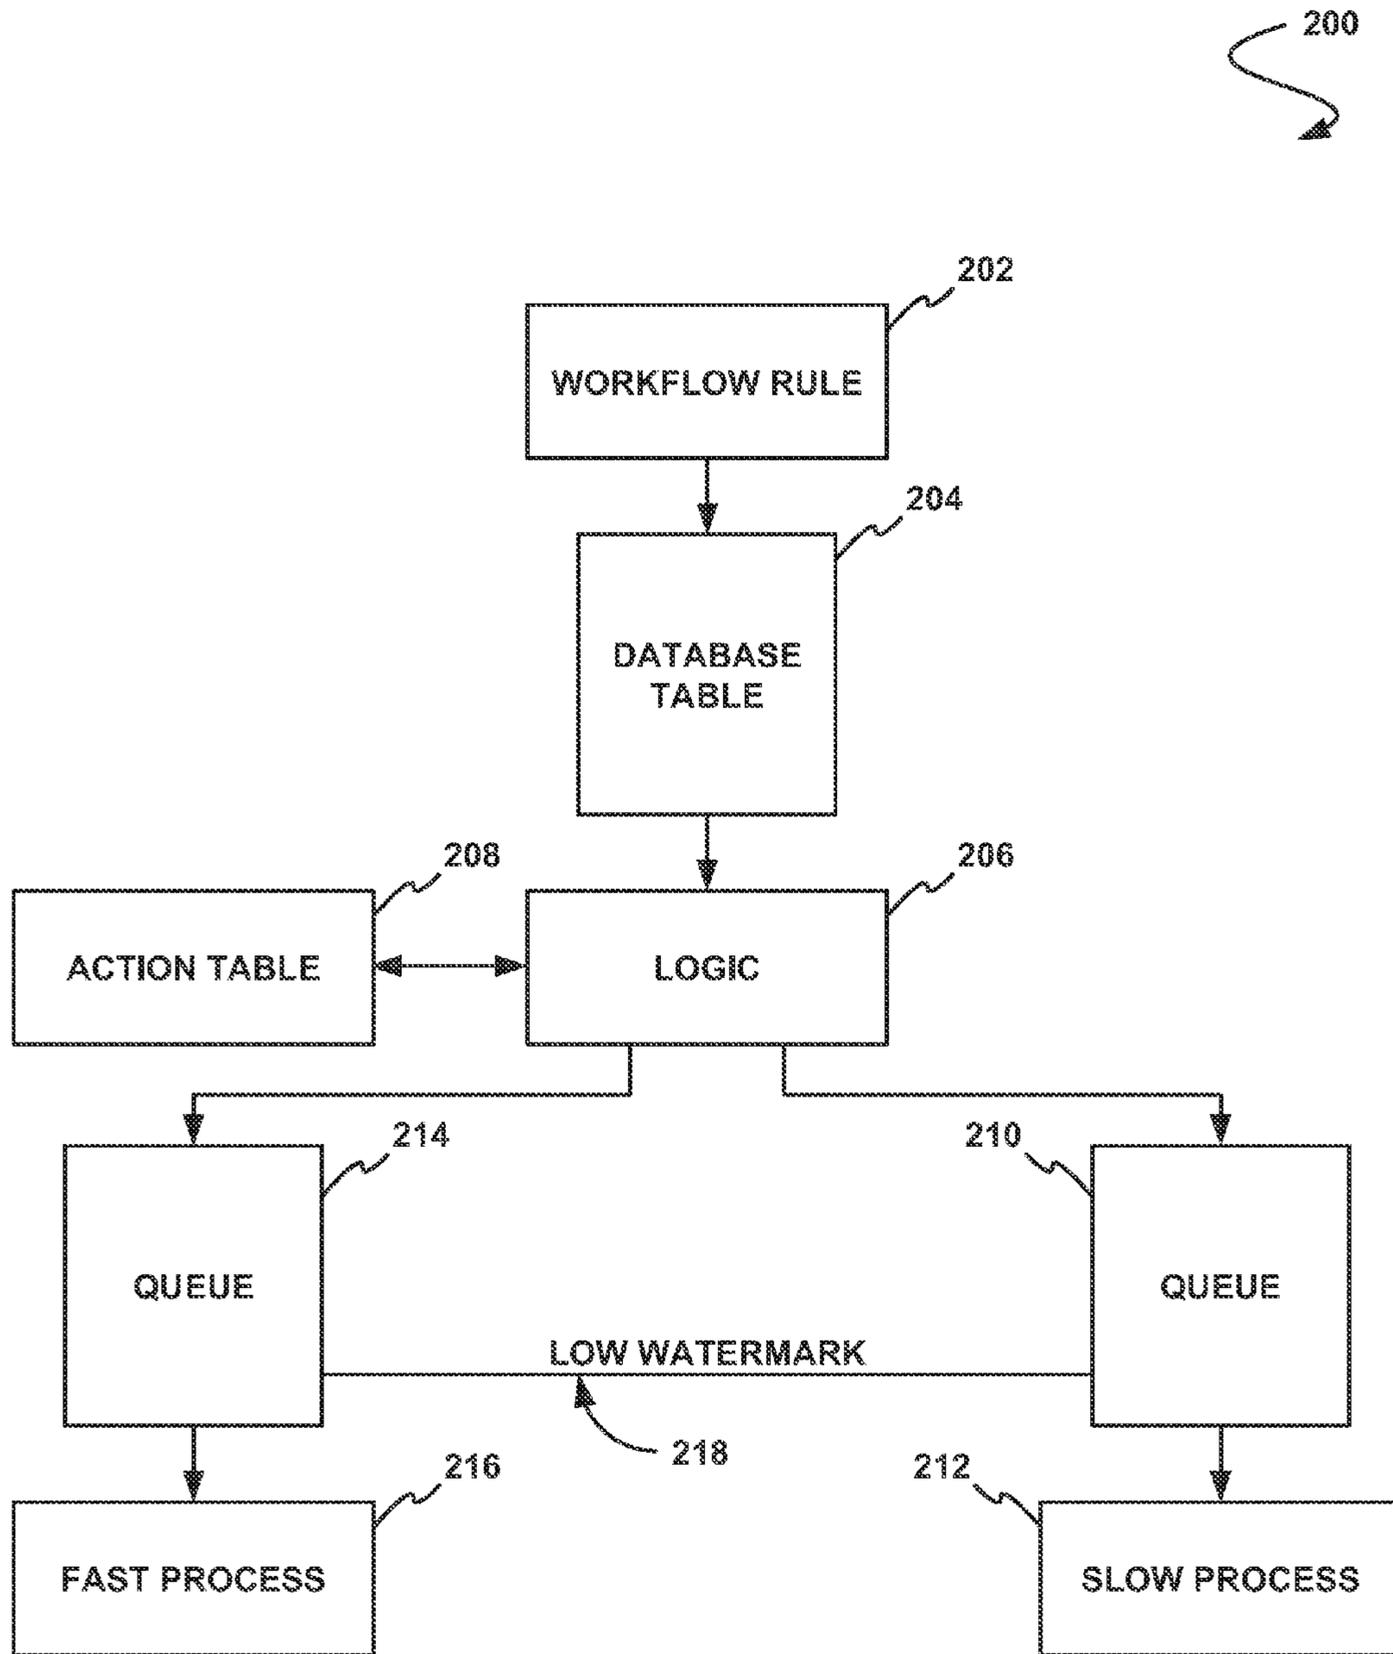 200
202
WORKFLOW RULE
204
DATABASE
TABLE
208
206
ACTION TABLE
LOGIC
214
210
QUEUE
QUEUE
LOW WATERMARK
218
216
212
FAST PROCESS
SLOW PROCESS